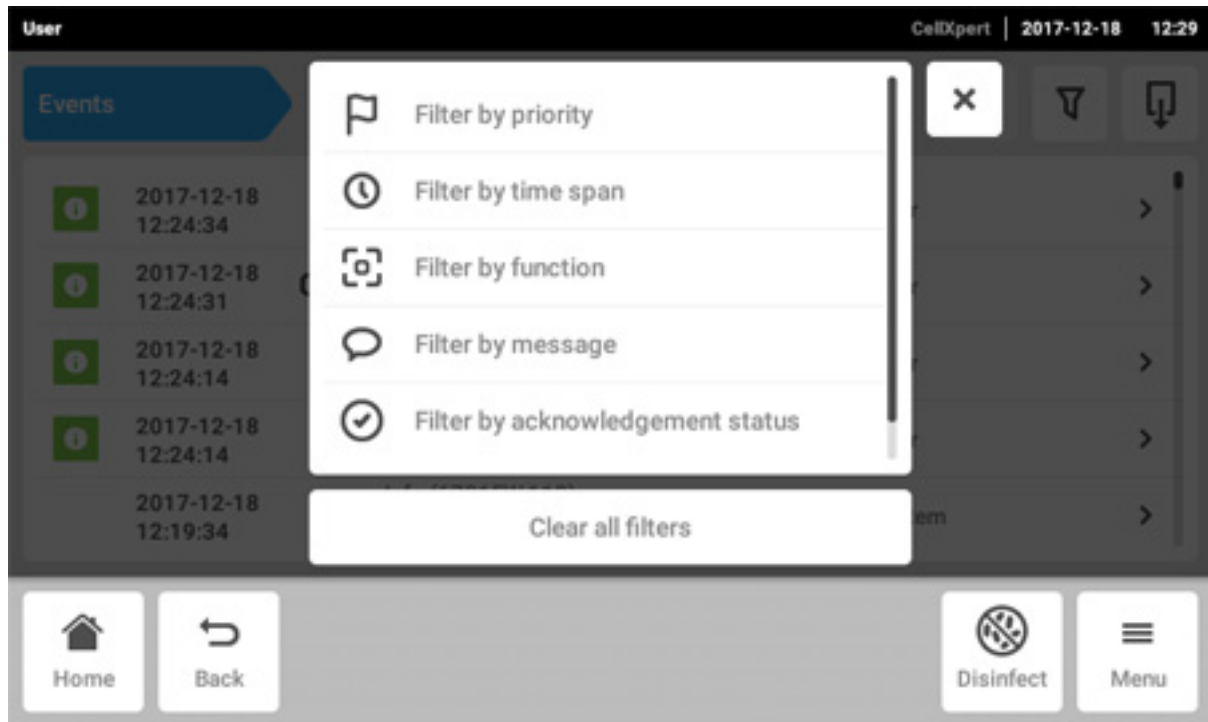 User
CellXpert | 2017-12-18 12:29
Events
Filter by priority
Filter by time span
Filter by function
Filter by message
Filter by acknowledgement status
Clear all filters
2017-12-18
12:24:34
2017-12-18
12:24:31
2017-12-18
12:24:14
2017-12-18
12:24:14
2017-12-18
12:19:34
Home
Back
Disinfect
Menu